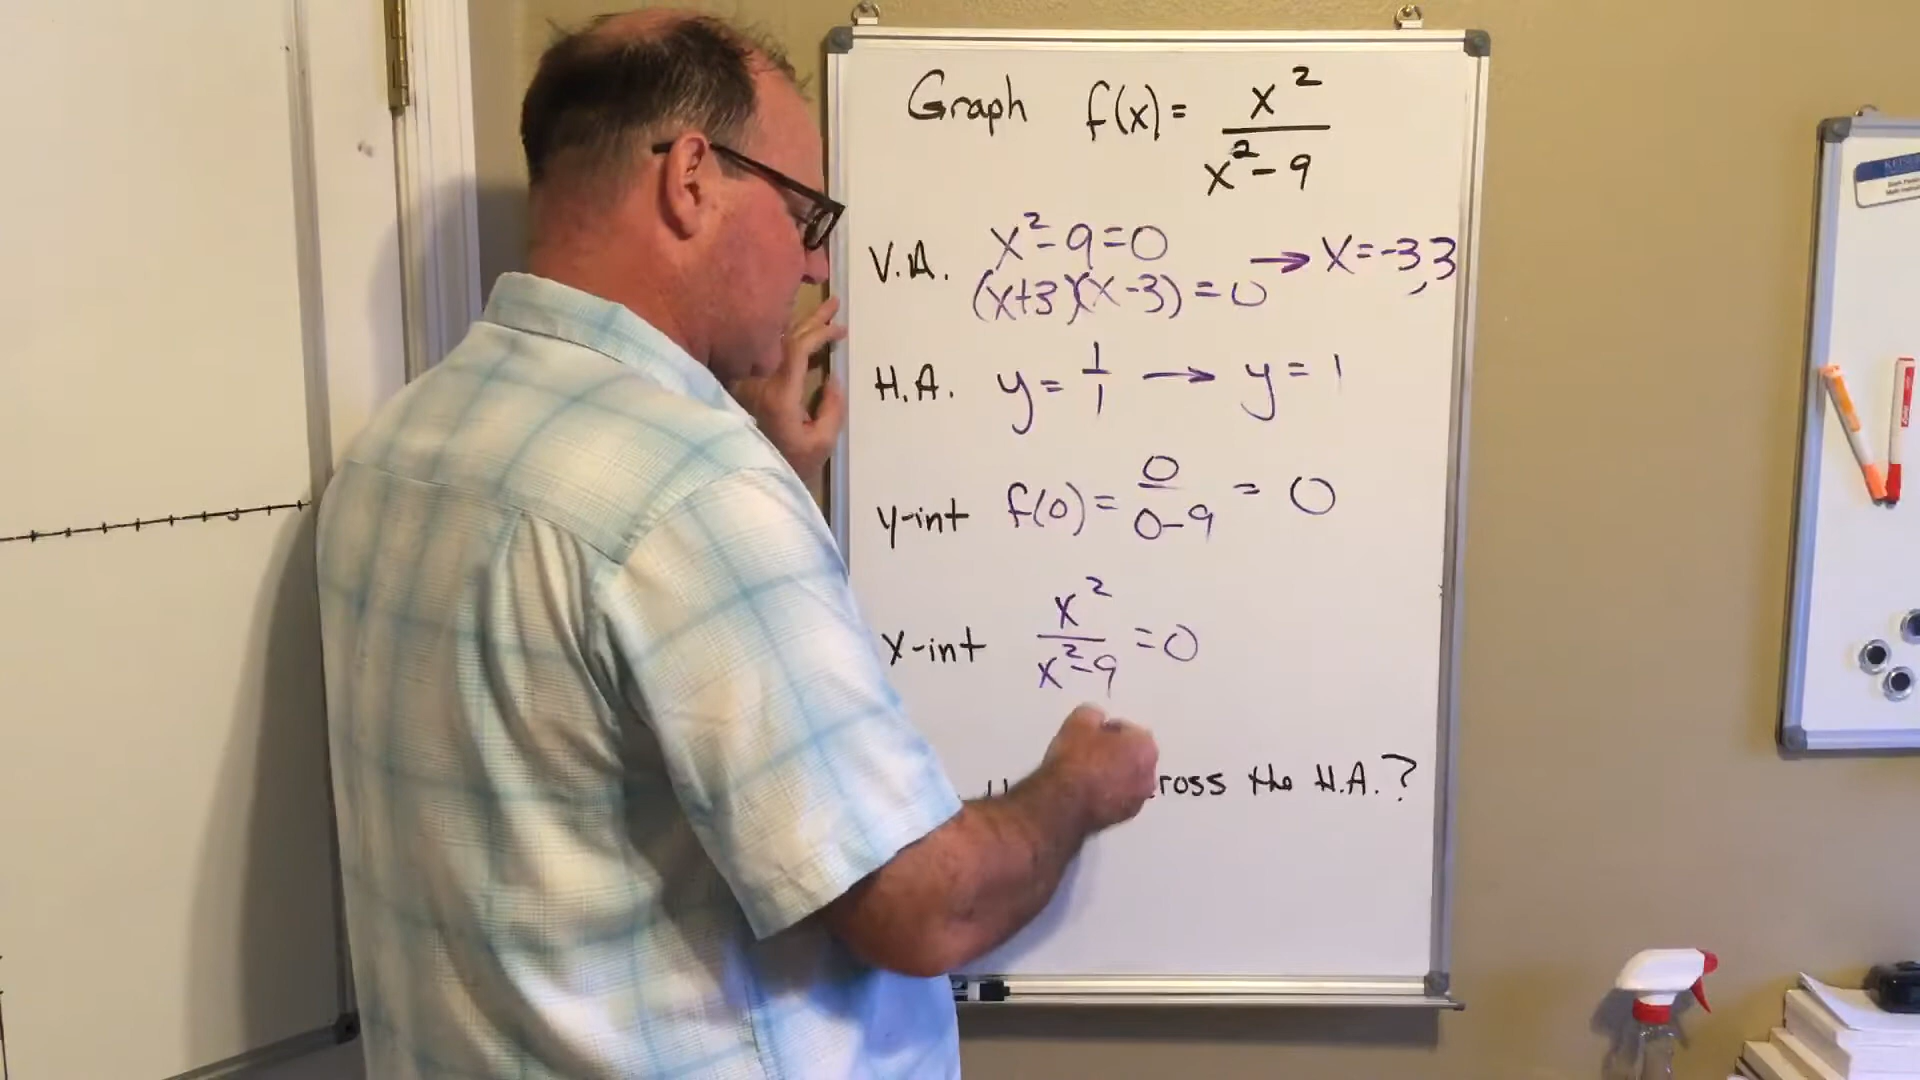 Graph f(x) = x² / x² - 9
V.A. x² - 9 = 0
(x+3)(x-3) = 0 → x = -3, 3
H.A. y = 1/1 → y = 1
y-int f(0) = 0 / 0-9 = 0
x-int x² / x² - 9 = 0
ross the H.A.?